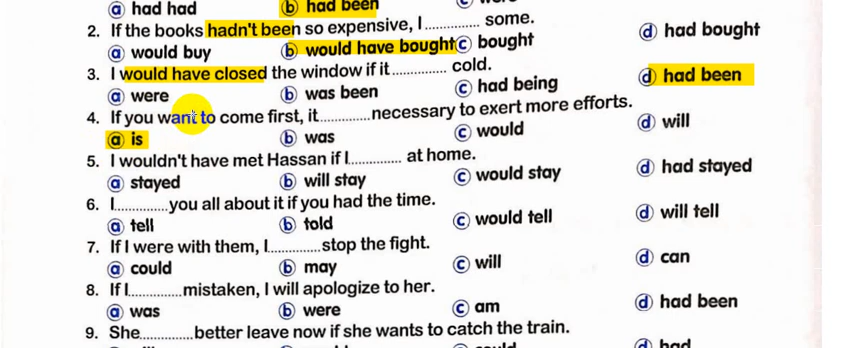 ⓐ had had ⓑ had been
2. If the books hadn't been so expensive, I .............. some.
ⓐ would buy ⓑ would have bought ⓒ bought ⓓ had bought
3. I would have closed the window if it .............. cold.
ⓐ were ⓑ was been ⓒ had being ⓓ had been
4. If you want to come first, it .............. necessary to exert more efforts.
ⓐ is ⓑ was ⓒ would ⓓ will
5. I wouldn't have met Hassan if I .............. at home.
ⓐ stayed ⓑ will stay ⓒ would stay ⓓ had stayed
6. I .............. you all about it if you had the time.
ⓐ tell ⓑ told ⓒ would tell ⓓ will tell
7. If I were with them, I .............. stop the fight.
ⓐ could ⓑ may ⓒ will ⓓ can
8. If I .............. mistaken, I will apologize to her.
ⓐ was ⓑ were ⓒ am ⓓ had been
9. She .............. better leave now if she wants to catch the train.